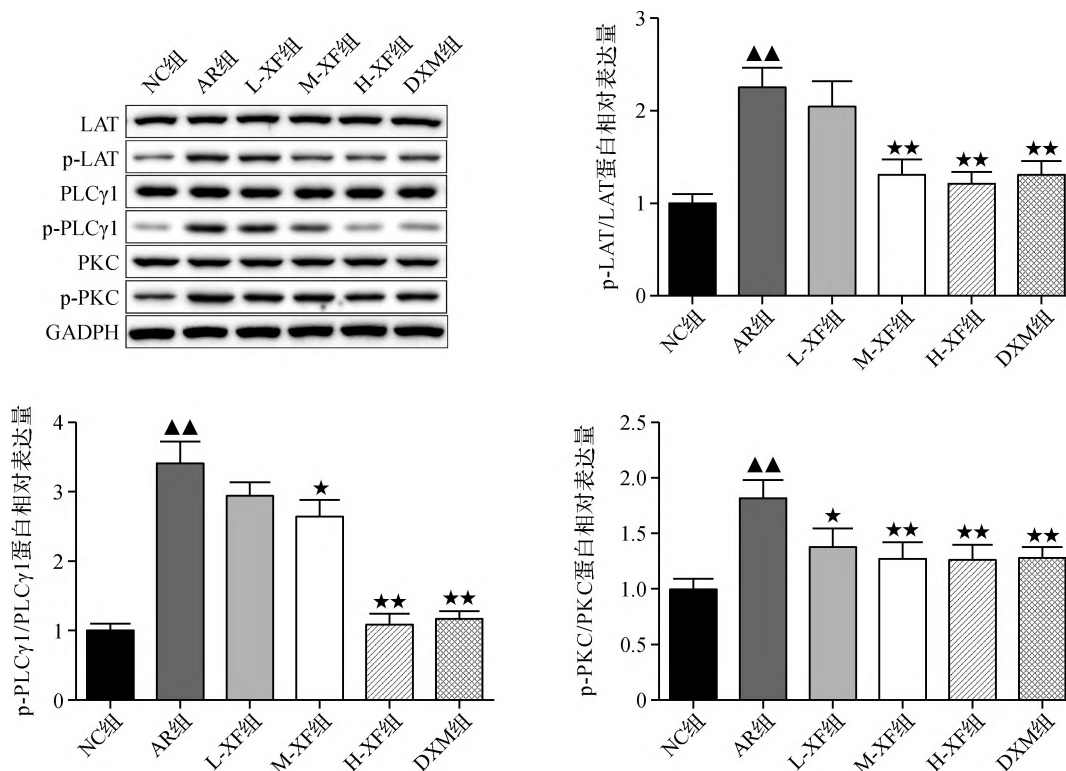 NC组
AR组
L-XF组
M-XF组
H-XF组
DXM组
LAT
p-LAT
PLCγ1
p-PLCγ1
PKC
p-PKC
GADPH
p-LAT/LAT蛋白相对表达量
3
▲▲
2
★★
★★
★★
1
0
NC组
AR组
L-XF组
M-XF组
H-XF组
DXM组
p-PLCγ1/PLCγ1蛋白相对表达量
4
▲▲
3
★
2
★★
★★
1
0
NC组
AR组
L-XF组
M-XF组
H-XF组
DXM组
p-PKC/PKC蛋白相对表达量
2.5
▲▲
2.0
★
★★
★★
★★
1.5
1.0
0.5
0
NC组
AR组
L-XF组
M-XF组
H-XF组
DXM组